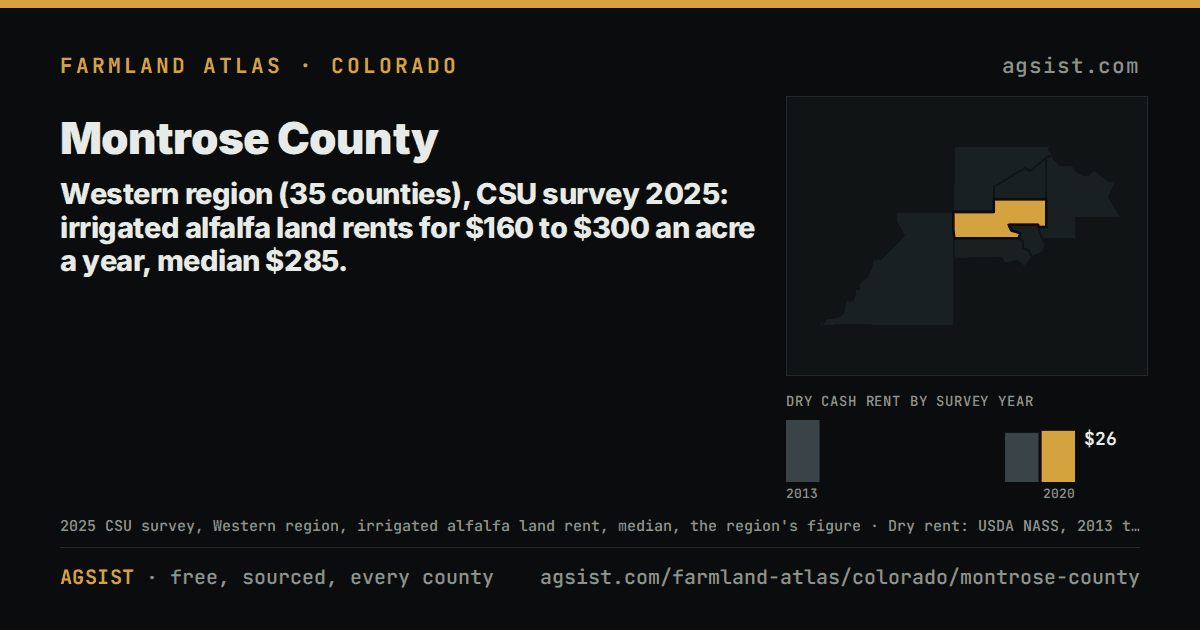 FARMLAND ATLAS · COLORADO
agsist.com
Montrose County
Western region (35 counties), CSU survey 2025:
irrigated alfalfa land rents for $160 to $300 an acre
a year, median $285.
DRY CASH RENT BY SURVEY YEAR
$26
2013
2020
2025 CSU survey, Western region, irrigated alfalfa land rent, median, the region's figure · Dry rent: USDA NASS, 2013 t…
AGSIST · free, sourced, every county
agsist.com/farmland-atlas/colorado/montrose-county